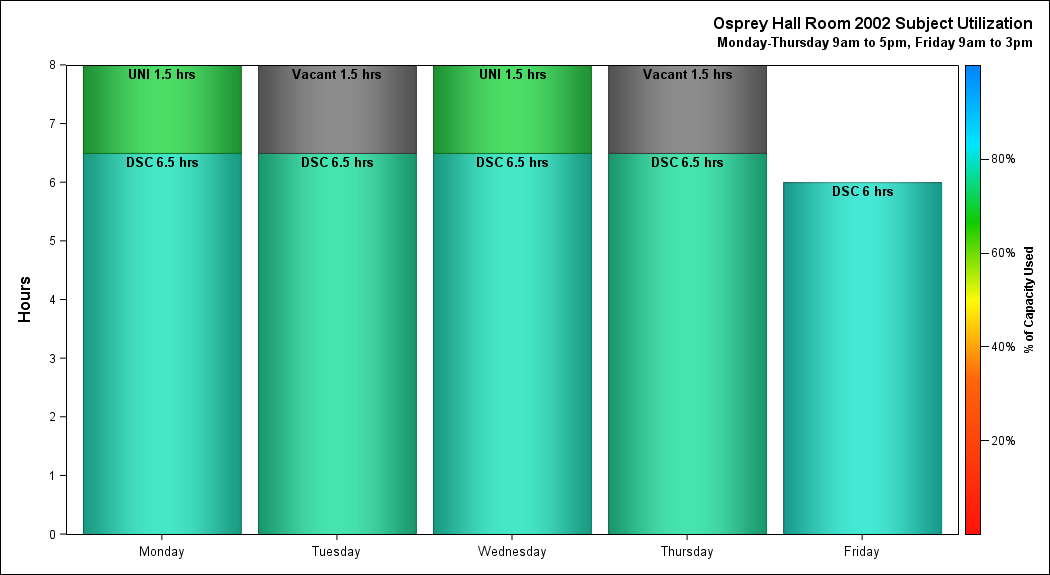 Osprey Hall Room 2002 Subject Utilization
Monday-Thursday 9am to 5pm, Friday 9am to 3pm
Hours
8
7
6
5
4
3
2
1
0
UNI 1.5 hrs
DSC 6.5 hrs
Vacant 1.5 hrs
DSC 6.5 hrs
UNI 1.5 hrs
DSC 6.5 hrs
Vacant 1.5 hrs
DSC 6.5 hrs
DSC 6 hrs
Monday
Tuesday
Wednesday
Thursday
Friday
80%
60%
40%
20%
% of Capacity Used